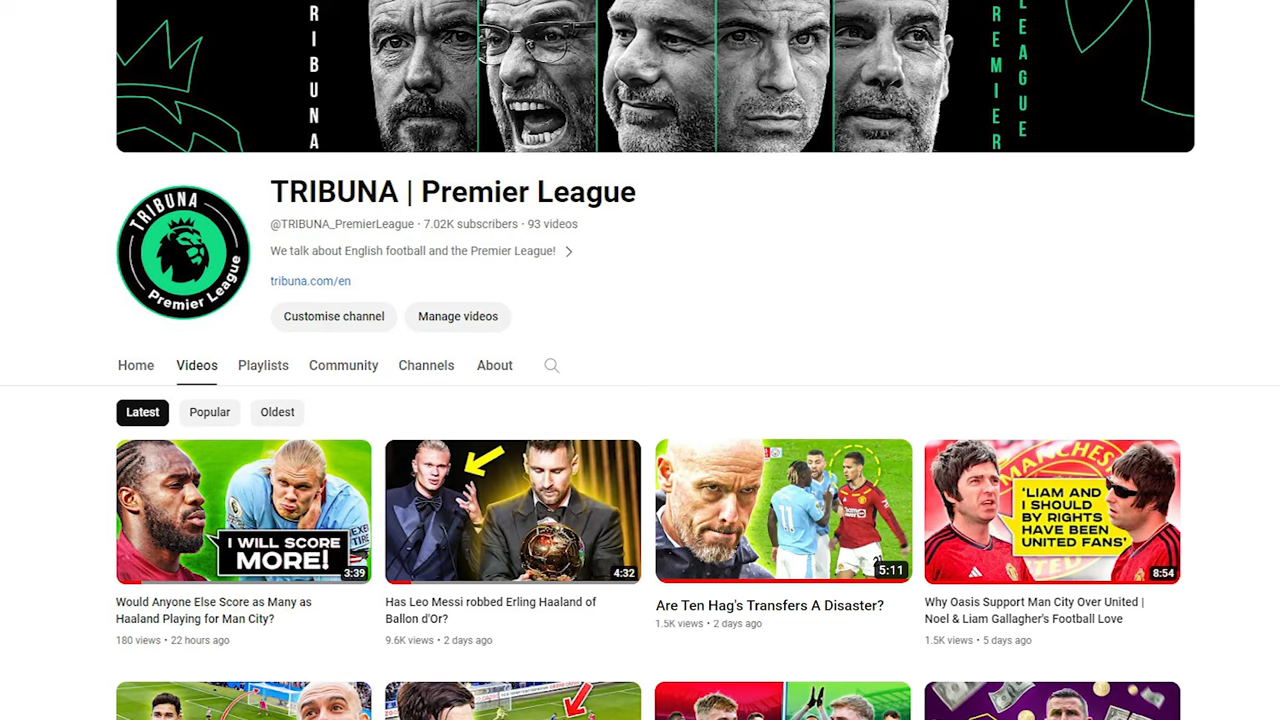 TRIBUNA
PREMIER
LEAGUE
TRIBUNA
Premier League
TRIBUNA | Premier League
@TRIBUNA_PremierLeague · 7.02K subscribers · 93 videos
We talk about English football and the Premier League!
tribuna.com/en
Customise channel
Manage videos
Home
Videos
Playlists
Community
Channels
About
Latest
Popular
Oldest
I WILL SCORE
MORE!
3:39
4:32
11
5:11
MANCHES
'LIAM AND
I SHOULD
BY RIGHTS
HAVE BEEN
UNITED FANS'
8:54
Would Anyone Else Score as Many as
Haaland Playing for Man City?
180 views • 22 hours ago
Has Leo Messi robbed Erling Haaland of
Ballon d'Or?
9.6K views • 2 days ago
Are Ten Hag's Transfers A Disaster?
1.5K views • 2 days ago
Why Oasis Support Man City Over United |
Noel & Liam Gallagher's Football Love
1.5K views • 5 days ago